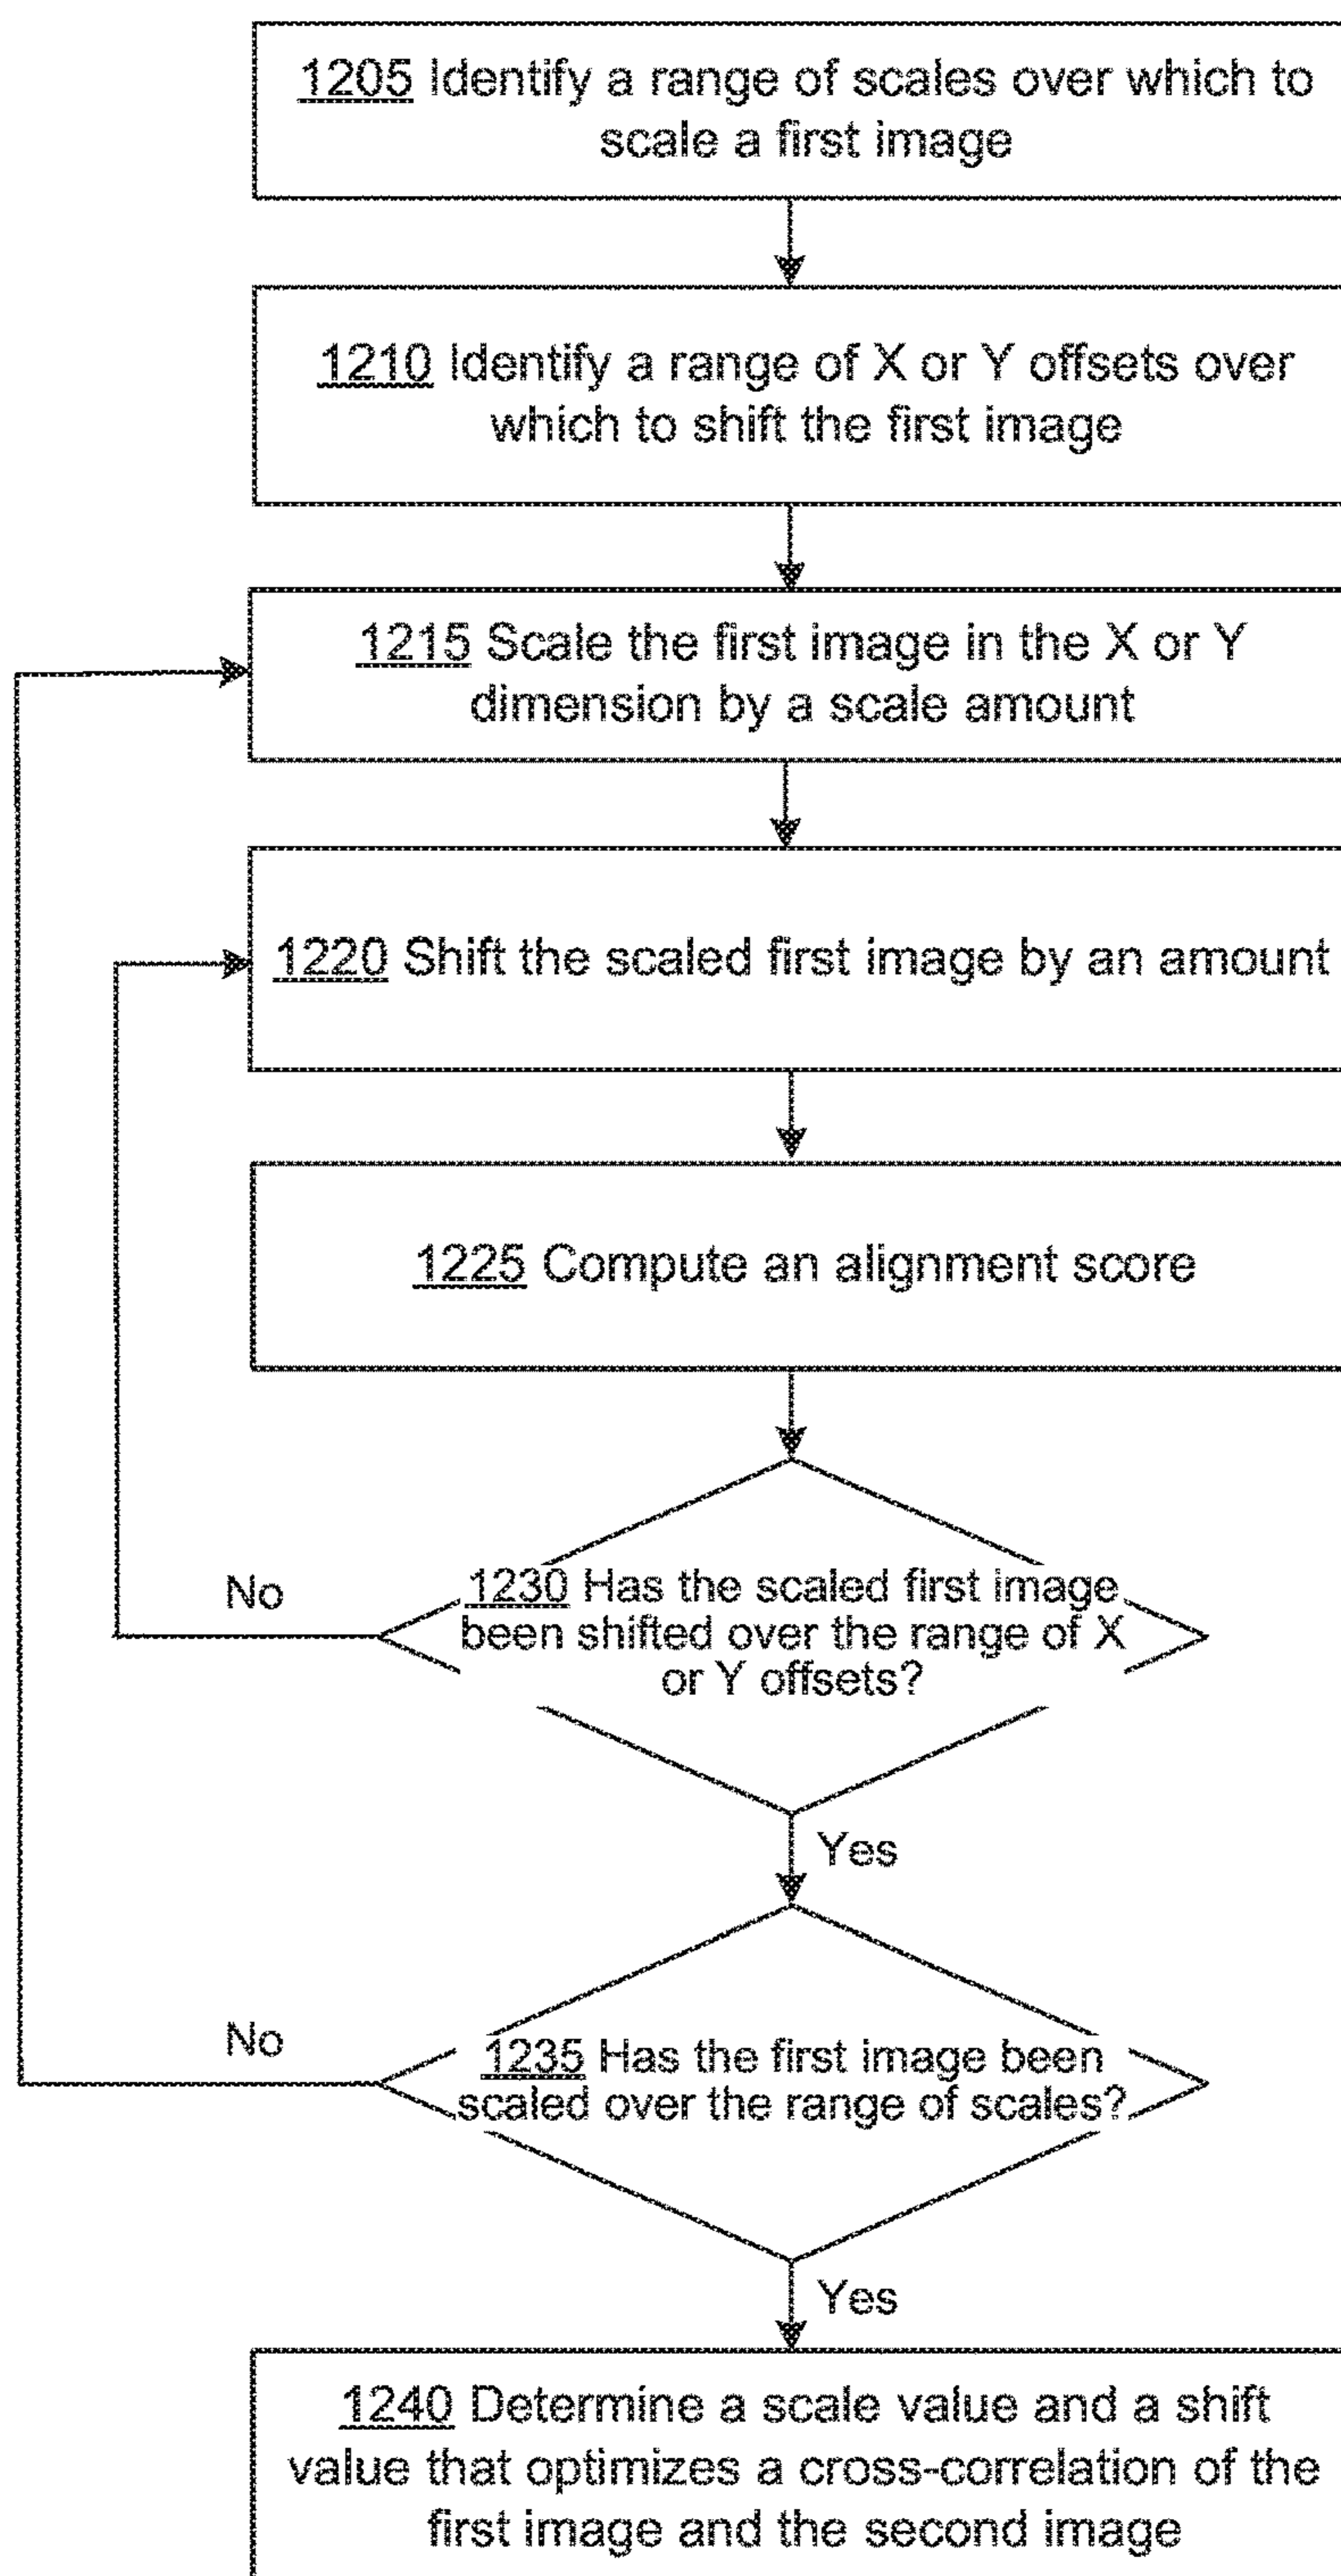 1205 Identify a range of scales over which to
scale a first image
1210 Identify a range of X or Y offsets over
which to shift the first image
1215 Scale the first image in the X or Y
dimension by a scale amount
1220 Shift the scaled first image by an amount
1225 Compute an alignment score
1230 Has the scaled first image
been shifted over the range of X
or Y offsets?
No
Yes
1235 Has the first image been
scaled over the range of scales?
No
Yes
1240 Determine a scale value and a shift
value that optimizes a cross-correlation of the
first image and the second image